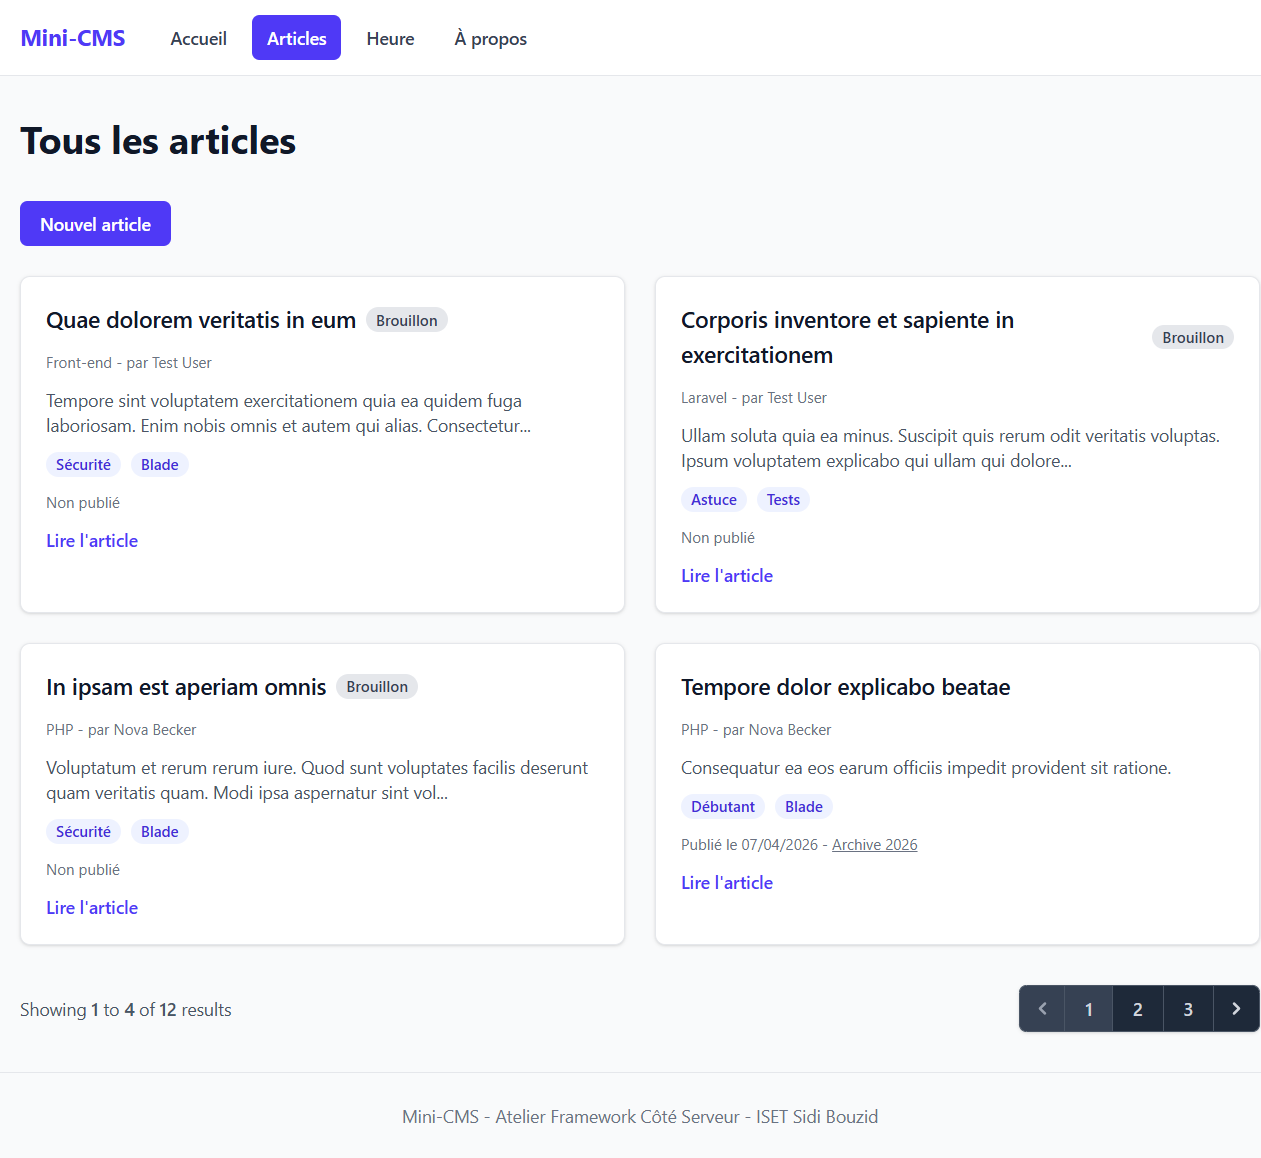 Mini-CMS
Accueil
Articles
Heure
À propos
Tous les articles
Nouvel article
Quae dolorem veritatis in eum
Brouillon
Front-end - par Test User
Tempore sint voluptatem exercitationem quia ea quidem fuga
laboriosam. Enim nobis omnis et autem qui alias. Consectetur...
Sécurité
Blade
Non publié
Lire l'article
Corporis inventore et sapiente in
exercitationem
Brouillon
Laravel - par Test User
Ullam soluta quia ea minus. Suscipit quis rerum odit veritatis voluptas.
Ipsum voluptatem explicabo qui ullam qui dolore...
Astuce
Tests
Non publié
Lire l'article
In ipsam est aperiam omnis
Brouillon
PHP - par Nova Becker
Voluptatum et rerum rerum iure. Quod sunt voluptates facilis deserunt
quam veritatis quam. Modi ipsa aspernatur sint vol...
Sécurité
Blade
Non publié
Lire l'article
Tempore dolor explicabo beatae
PHP - par Nova Becker
Consequatur ea eos earum officiis impedit provident sit ratione.
Débutant
Blade
Publié le 07/04/2026 - Archive 2026
Lire l'article
Showing 1 to 4 of 12 results
1
2
3
Mini-CMS - Atelier Framework Côté Serveur - ISET Sidi Bouzid